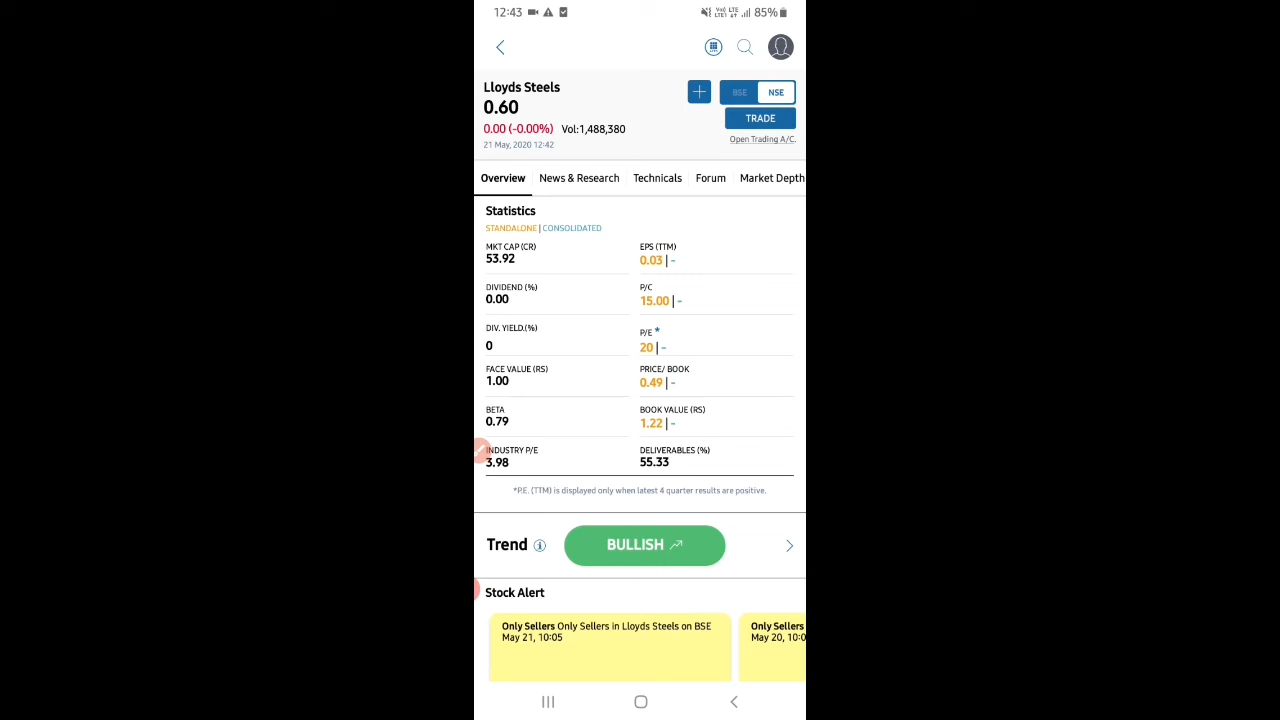 12:43
85%
Lloyds Steels
0.60
0.00 (-0.00%) Vol:1,488,380
21 May, 2020 12:42
BSE NSE
TRADE
Open Trading A/C.
Overview News & Research Technicals Forum Market Depth
Statistics
STANDALONE | CONSOLIDATED
MKT CAP (CR)
53.92
EPS (TTM)
0.03 | -
DIVIDEND (%)
0.00
P/C
15.00 | -
DIV. YIELD.(%)
0
P/E *
20 | -
FACE VALUE (RS)
1.00
PRICE/ BOOK
0.49 | -
BETA
0.79
BOOK VALUE (RS)
1.22 | -
INDUSTRY P/E
3.98
DELIVERABLES (%)
55.33
*P.E. (TTM) is displayed only when latest 4 quarter results are positive.
Trend BULLISH
Stock Alert
Only Sellers Only Sellers in Lloyds Steels on BSE
May 21, 10:05
Only Sellers
May 20, 10:0